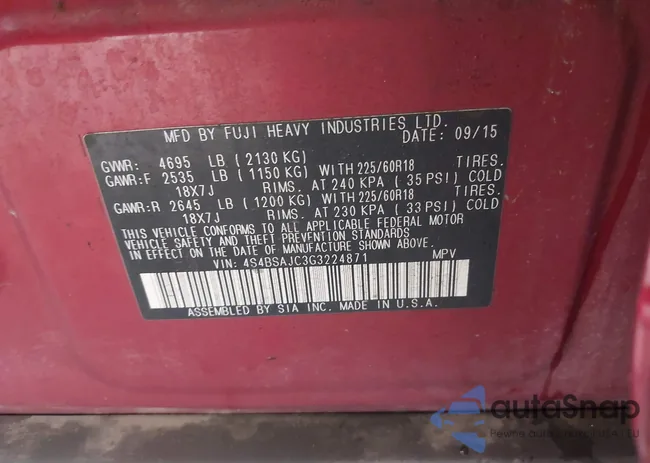 MFD BY FUJI HEAVY INDUSTRIES LTD.
DATE: 09/15
GVWR: 4695 LB (2130 KG)
GAWR:F 2535 LB (1150 KG) WITH 225/60R18 TIRES.
18X7J RIMS. AT 240 KPA (35 PSI) COLD
GAWR:R 2645 LB (1200 KG) WITH 225/60R18 TIRES.
18X7J RIMS. AT 230 KPA (33 PSI) COLD
THIS VEHICLE CONFORMS TO ALL APPLICABLE FEDERAL MOTOR
VEHICLE SAFETY, BUMPER, AND THEFT PREVENTION STANDARDS
IN EFFECT ON THE DATE OF MANUFACTURE SHOWN ABOVE.
VIN: 4S4BSAJC3G3224871 MPV
ASSEMBLED BY SIA INC. MADE IN U.S.A.
autoSnap
Pewne auta